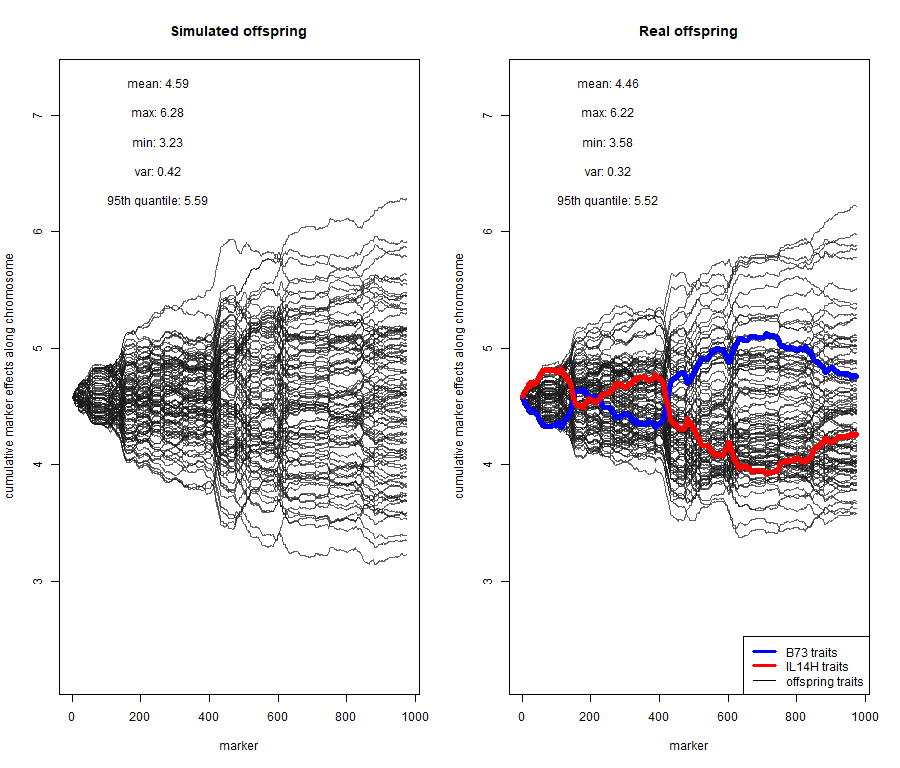 Simulated offspring
mean: 4.59
max: 6.28
min: 3.23
var: 0.42
95th quantile: 5.59
cumulative marker effects along chromosome
7
6
5
4
3
0 200 400 600 800 1000
marker
Real offspring
mean: 4.46
max: 6.22
min: 3.58
var: 0.32
95th quantile: 5.52
cumulative marker effects along chromosome
7
6
5
4
3
B73 traits
IL14H traits
offspring traits
0 200 400 600 800 1000
marker